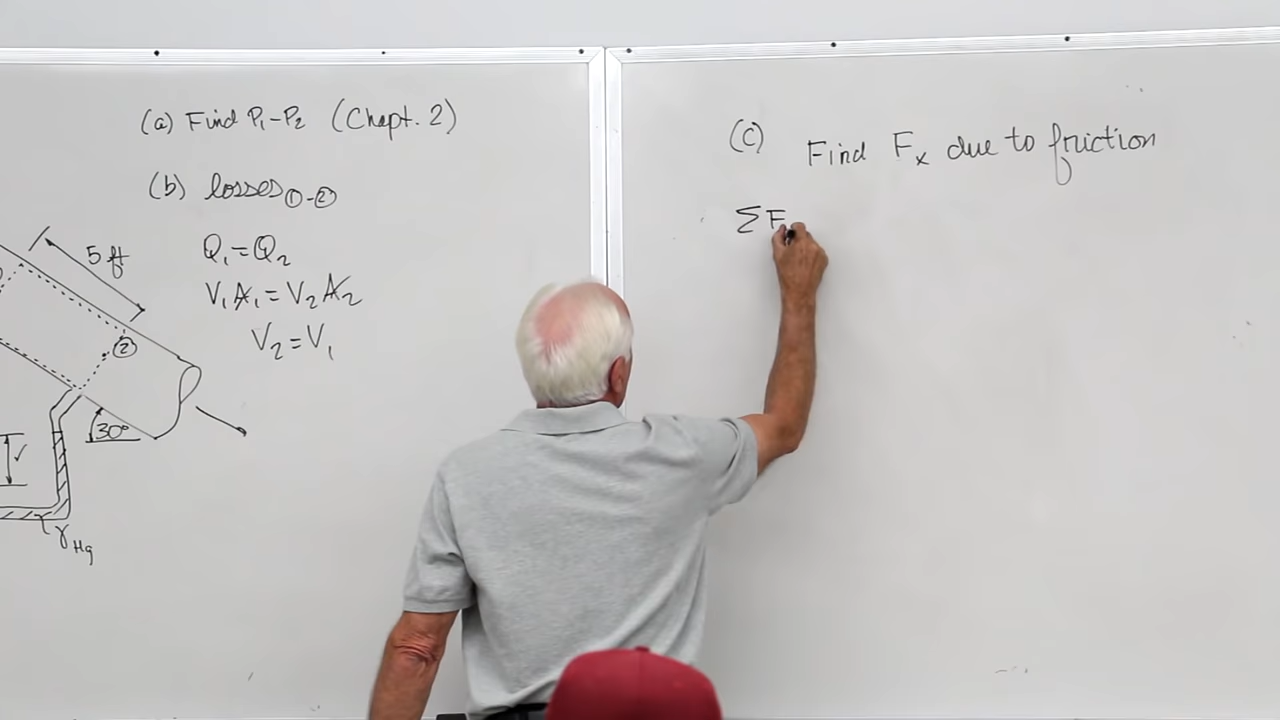 (a) Find P₁-P₂ (Chapt. 2)
(b) losses①-②
Q₁=Q₂
V₁A₁=V₂A₂
V₂=V₁
5 ft
②
30°
γHg
(C) Find Fx due to friction
ΣF